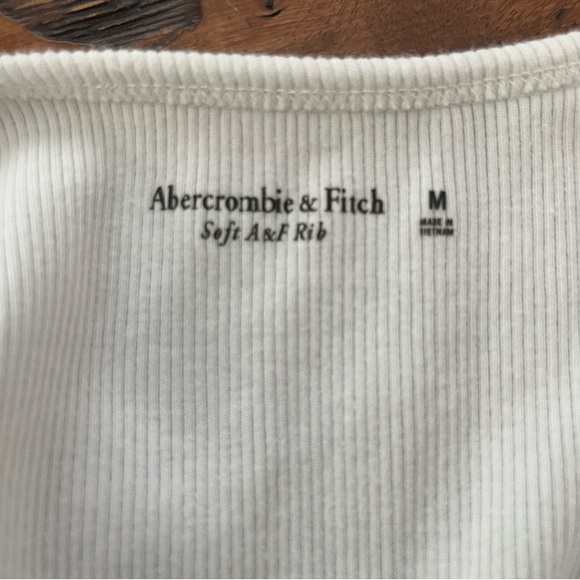 Abercrombie & Fitch
Soft A&F Rib
M
MADE IN
VIETNAM